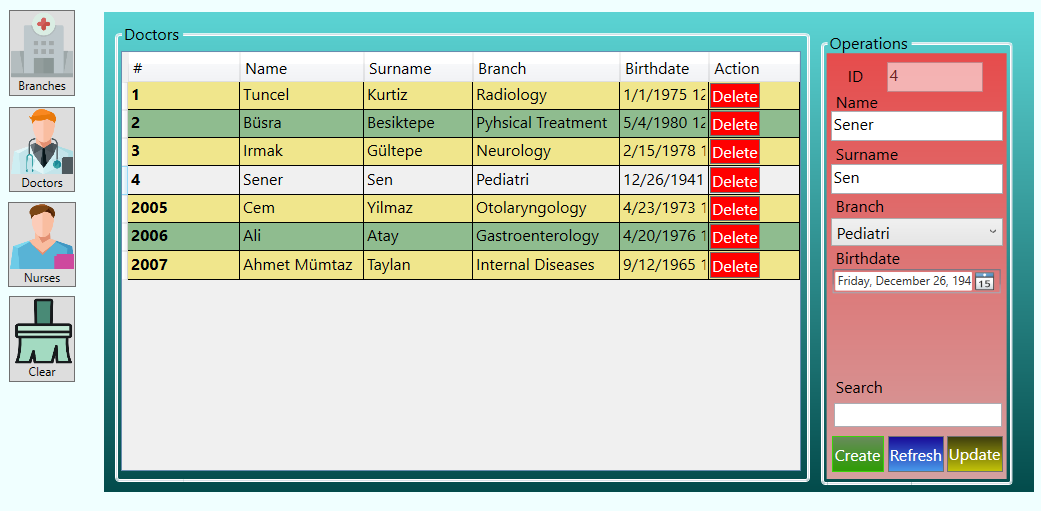 Branches
Doctors
Nurses
Clear
Doctors
# Name Surname Branch Birthdate Action
1 Tuncel Kurtiz Radiology 1/1/1975 12 Delete
2 Büsra Besiktepe Pyhsical Treatment 5/4/1980 12 Delete
3 Irmak Gültepe Neurology 2/15/1978 1 Delete
4 Sener Sen Pediatri 12/26/1941 Delete
2005 Cem Yilmaz Otolaryngology 4/23/1973 1 Delete
2006 Ali Atay Gastroenterology 4/20/1976 1 Delete
2007 Ahmet Mümtaz Taylan Internal Diseases 9/12/1965 1 Delete
Operations
ID 4
Name
Sener
Surname
Sen
Branch
Pediatri
Birthdate
Friday, December 26, 194 15
Search
Create Refresh Update